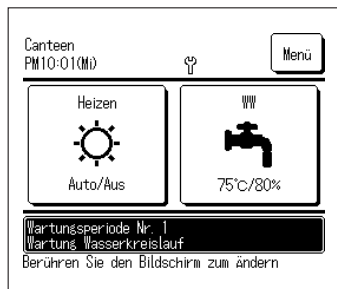 Canteen
PM10:01(Mi)
Menü
Heizen
Auto/Aus
WW
75℃/80%
Wartungsperiode Nr. 1
Wartung Wasserkreislauf
Berühren Sie den Bildschirm zum ändern